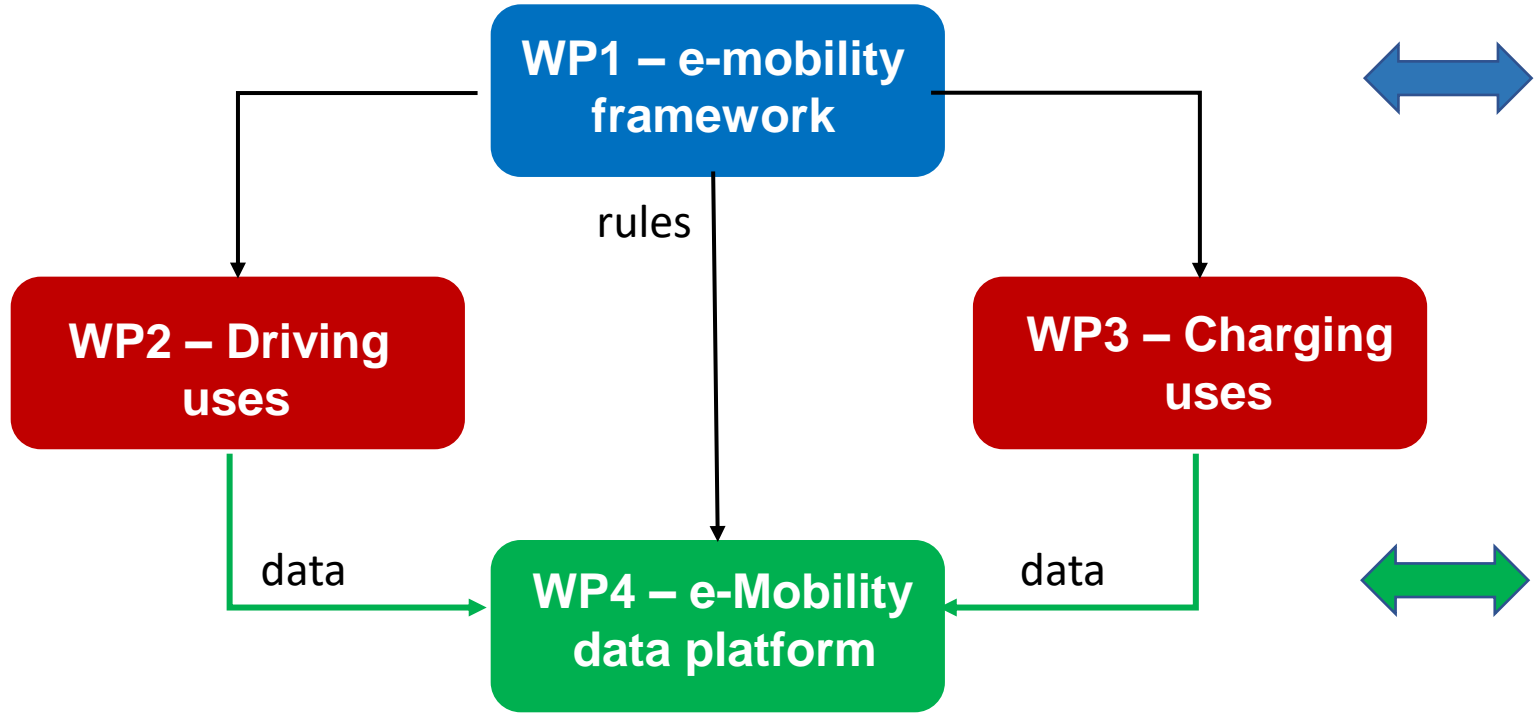 WP1 – e-mobility
framework
rules
WP2 – Driving
uses
WP3 – Charging
uses
data
data
WP4 – e-Mobility
data platform